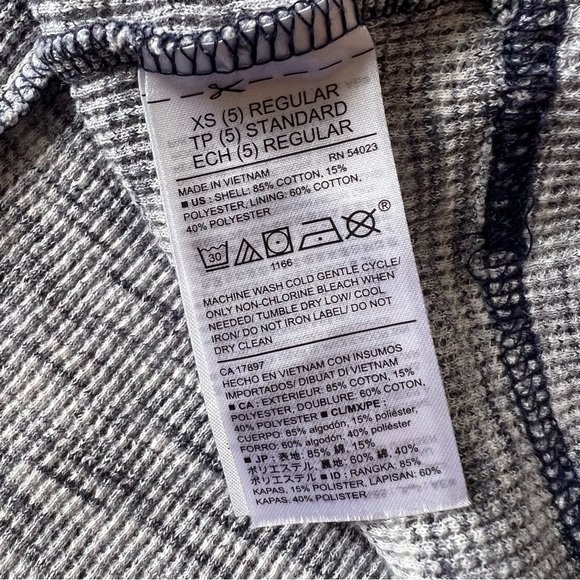 XS (5) REGULAR
TP (5) STANDARD
ECH (5) REGULAR
MADE IN VIETNAM RN 54023
■ US : SHELL: 85% COTTON, 15%
POLYESTER, LINING: 60% COTTON,
40% POLYESTER
30
1166
®
MACHINE WASH COLD GENTLE CYCLE/
ONLY NON-CHLORINE BLEACH WHEN
NEEDED/ TUMBLE DRY LOW/ COOL
IRON/ DO NOT IRON LABEL/ DO NOT
DRY CLEAN
CA 17897
HECHO EN VIETNAM CON INSUMOS
IMPORTADOS/ DIBUAT DI VIETNAM
■ CA : EXTÉRIEUR: 85% COTON, 15%
POLYESTER, DOUBLURE: 60% COTON,
40% POLYESTER ■ CL/MX/PE :
CUERPO: 85% algodón, 15% poliéster,
FORRO: 60% algodón, 40% poliéster
■ JP : 表地: 85% 綿, 15%
ポリエステル, 裏地: 60% 綿, 40%
ポリエステル ■ ID : RANGKA: 85%
KAPAS, 15% POLISTER, LAPISAN: 60%
KAPAS, 40% POLISTER